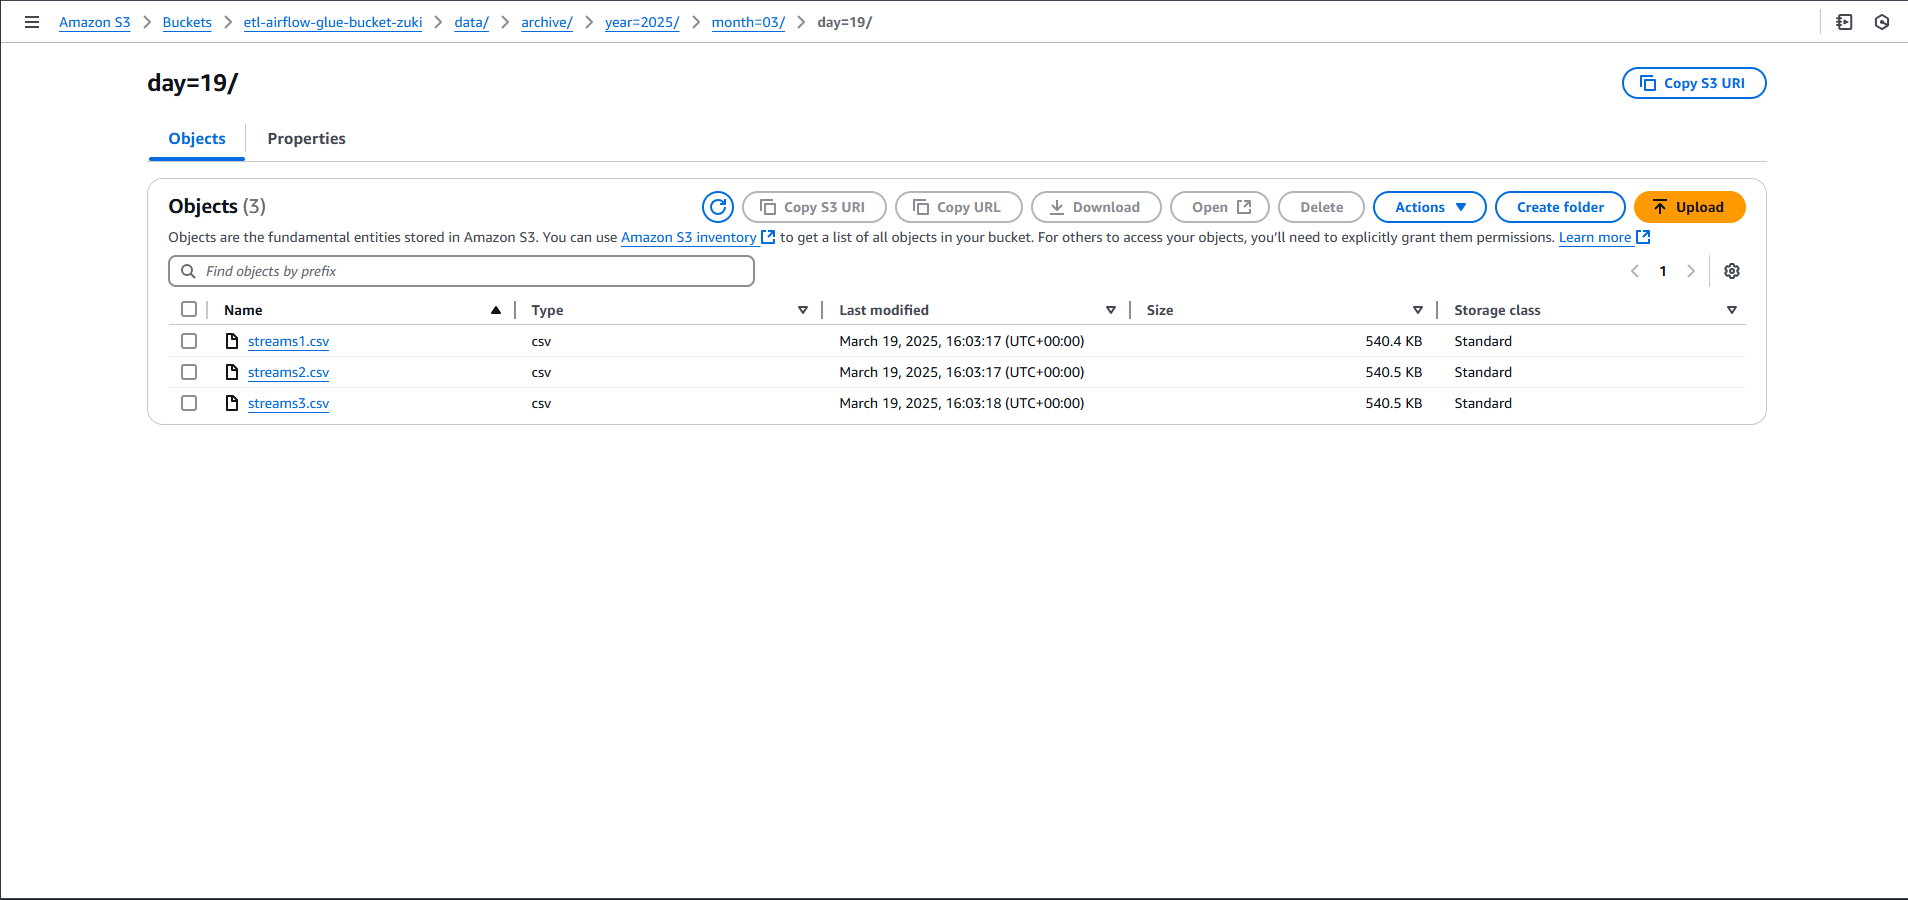 Amazon S3 Buckets etl-airflow-glue-bucket-zuki data/ archive/ year=2025/ month=03/ day=19/
day=19/
Copy S3 URI
Objects Properties
Objects (3)
Copy S3 URI Copy URL Download Open Delete Actions Create folder Upload
Objects are the fundamental entities stored in Amazon S3. You can use Amazon S3 inventory to get a list of all objects in your bucket. For others to access your objects, you’ll need to explicitly grant them permissions. Learn more
Find objects by prefix
1
Name Type Last modified Size Storage class
streams1.csv csv March 19, 2025, 16:03:17 (UTC+00:00) 540.4 KB Standard
streams2.csv csv March 19, 2025, 16:03:17 (UTC+00:00) 540.5 KB Standard
streams3.csv csv March 19, 2025, 16:03:18 (UTC+00:00) 540.5 KB Standard